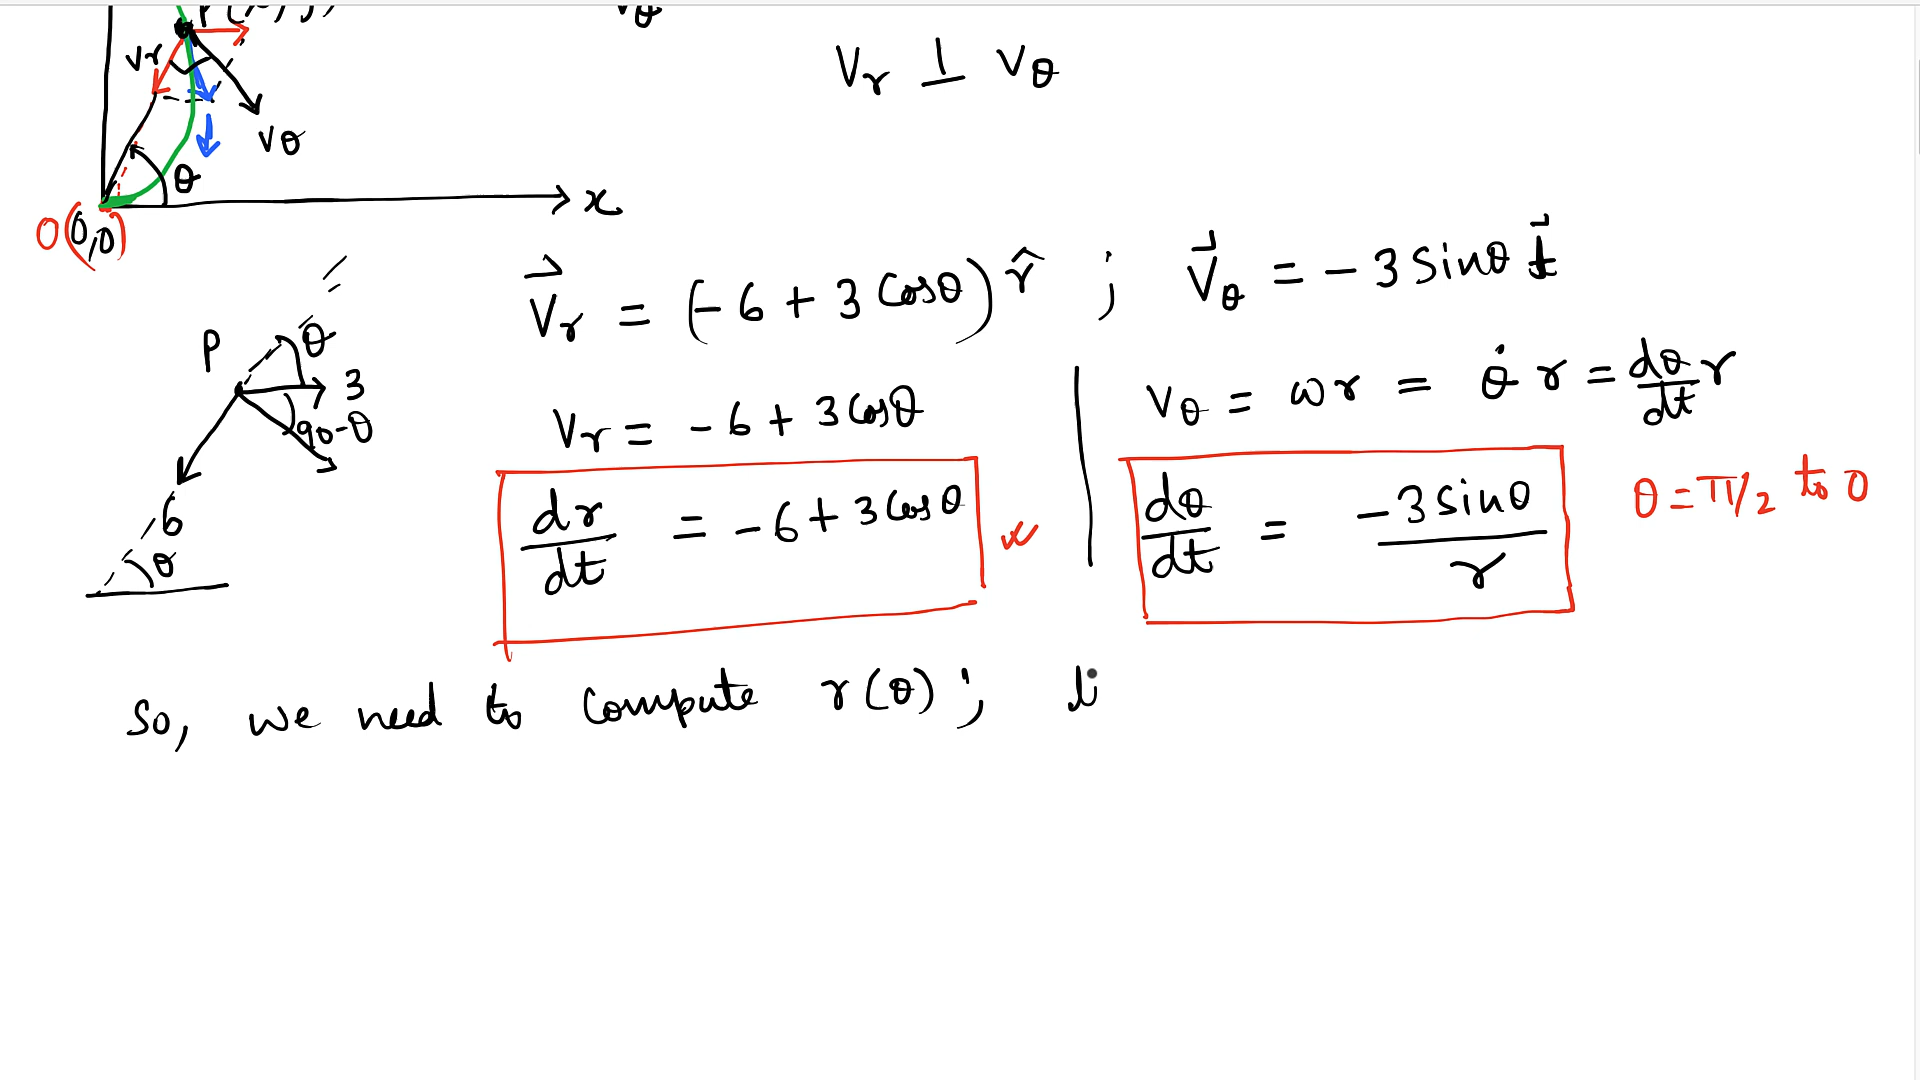 vθ
Vr ⊥ vθ
vr
vθ
θ
x
O(0,0)
V⃗r = (-6 + 3 cosθ) r̂ ; V⃗θ = -3 sinθ t⃗
P
θ
3
90-θ
6
θ
Vr = -6 + 3 cosθ
vθ = ωr = θ̇ r = dθ/dt r
dr/dt = -6 + 3 cosθ
dθ/dt = -3 sinθ/r
θ = π/2 to 0
So, we need to compute r(θ) ; li